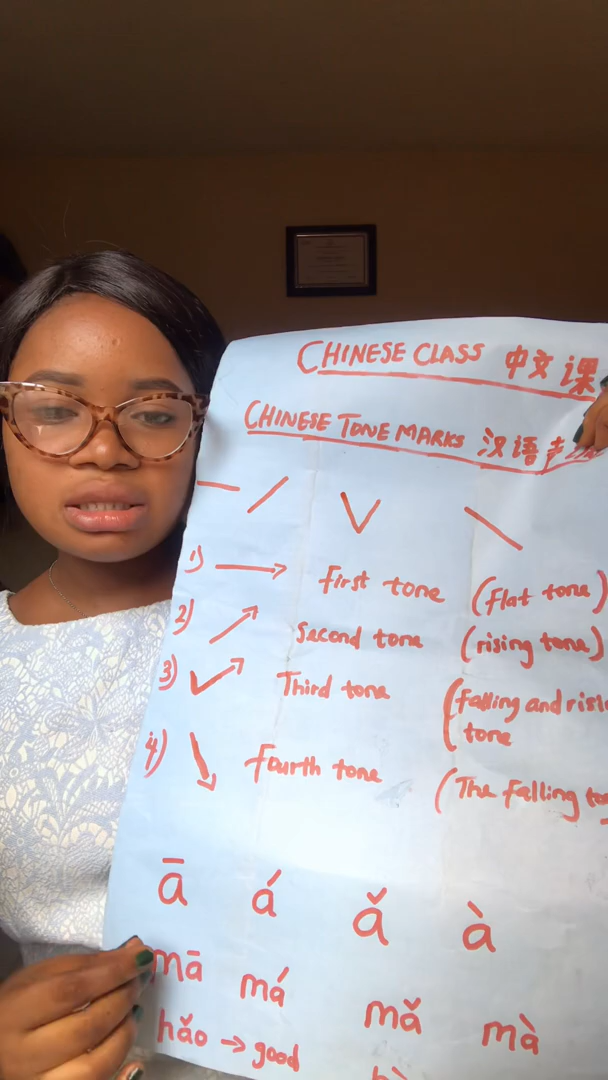 CHINESE CLASS 中文课
CHINESE TONE MARKS 汉语声
ˉ ˊ ˇ ˋ
1) → first tone (flat tone)
2) ↗ Second tone (rising tone)
3) Third tone (falling and
tone
4) ↘ fourth tone (The falling
ā á ǎ à
mā má mǎ mà
hǎo → good